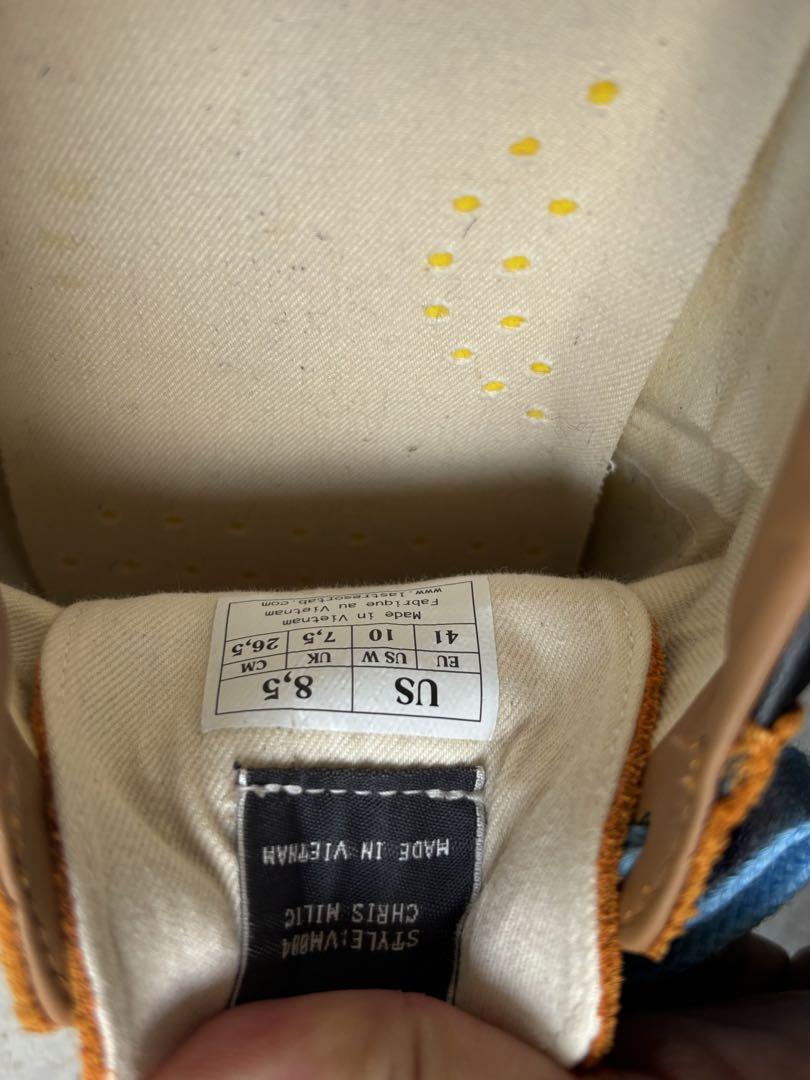 US 8,5
EU US W UK CM
41 10 7,5 26,5
Made in Vietnam
Fabrique au Vietnam
www.lastresortab.com
STYLE:VM004
CHRIS MILIC
MADE IN VIETNAM